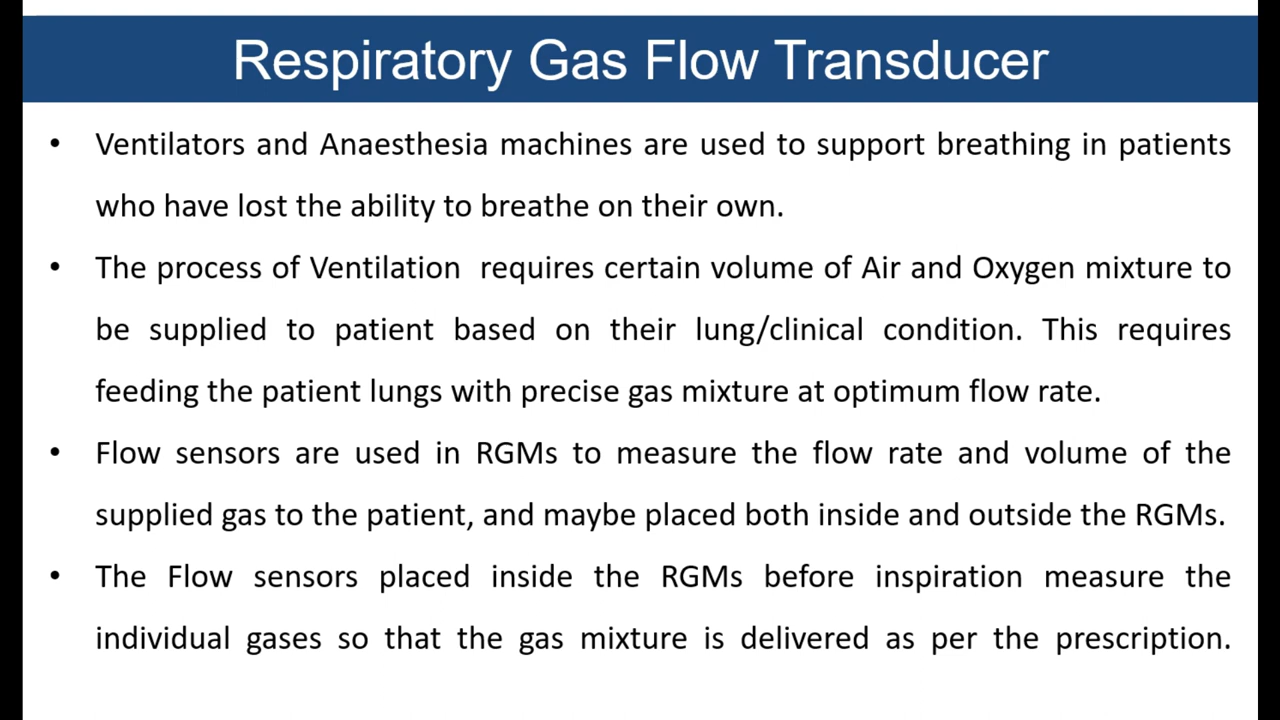 Respiratory Gas Flow Transducer
• Ventilators and Anaesthesia machines are used to support breathing in patients
who have lost the ability to breathe on their own.
• The process of Ventilation  requires certain volume of Air and Oxygen mixture to
be supplied to patient based on their lung/clinical condition. This requires
feeding the patient lungs with precise gas mixture at optimum flow rate.
• Flow sensors are used in RGMs to measure the flow rate and volume of the
supplied gas to the patient, and maybe placed both inside and outside the RGMs.
• The Flow sensors placed inside the RGMs before inspiration measure the
individual gases so that the gas mixture is delivered as per the prescription.